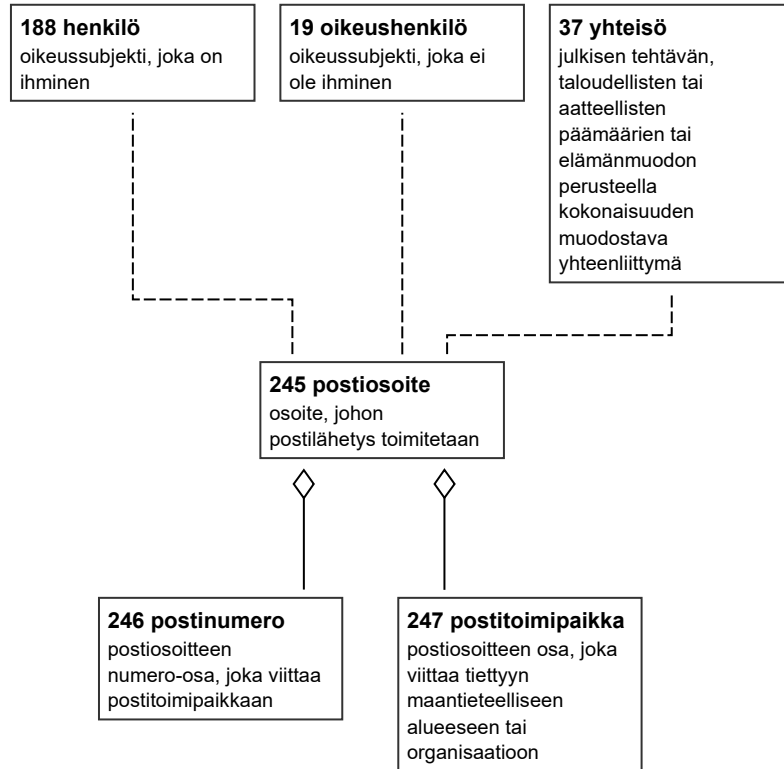 188 henkilö
oikeussubjekti, joka on
ihminen
19 oikeushenkilö
oikeussubjekti, joka ei
ole ihminen
37 yhteisö
julkisen tehtävän,
taloudellisten tai
aatteellisten
päämäärien tai
elämänmuodon
perusteella
kokonaisuuden
muodostava
yhteenliittymä
245 postiosoite
osoite, johon
postilähetys toimitetaan
246 postinumero
postiosoitteen
numero-osa, joka viittaa
postitoimipaikkaan
247 postitoimipaikka
postiosoitteen osa, joka
viittaa tiettyyn
maantieteelliseen
alueeseen tai
organisaatioon